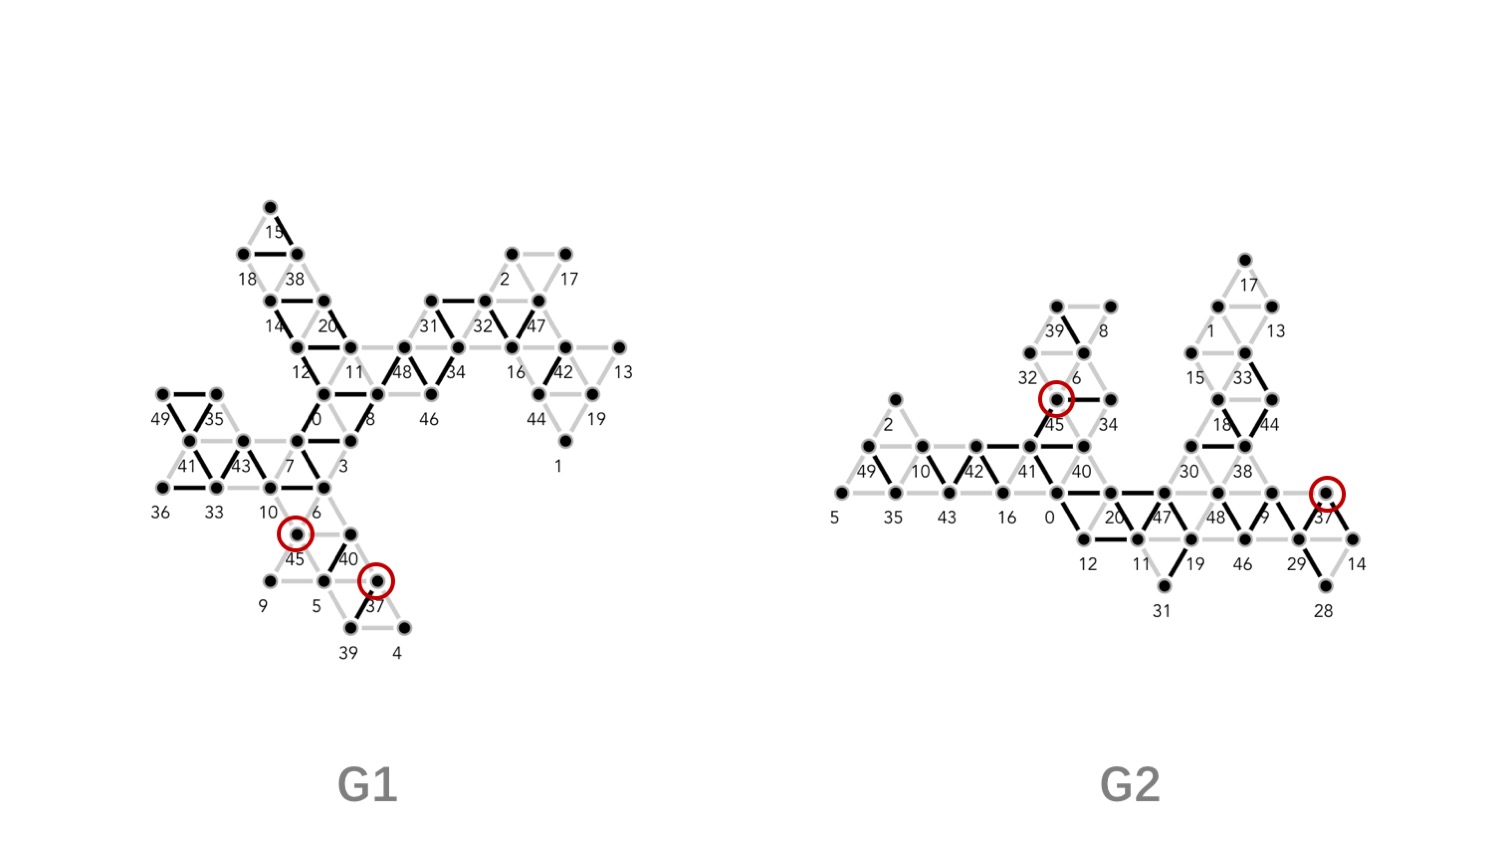 15
18 38
14 20 2 17
12 11 31 32 47
49 35 0 8 48 34 46 16 42 13
41 43 7 3 44 19
36 33 10 6 1
45 40
9 5 37
39 4
17
39 8 1 13
32 6 15 33
2 45 34 18 44
49 10 42 41 40 30 38
5 35 43 16 0 20 47 48 9 37
12 11 19 46 29 14
31 28
G1 G2